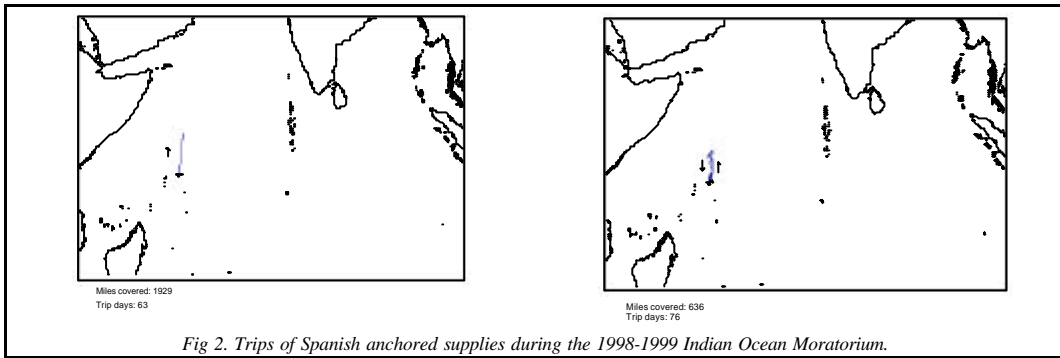 Miles covered: 1929
Trip days: 63
Miles covered: 636
Trip days: 76
Fig 2. Trips of Spanish anchored supplies during the 1998-1999 Indian Ocean Moratorium.